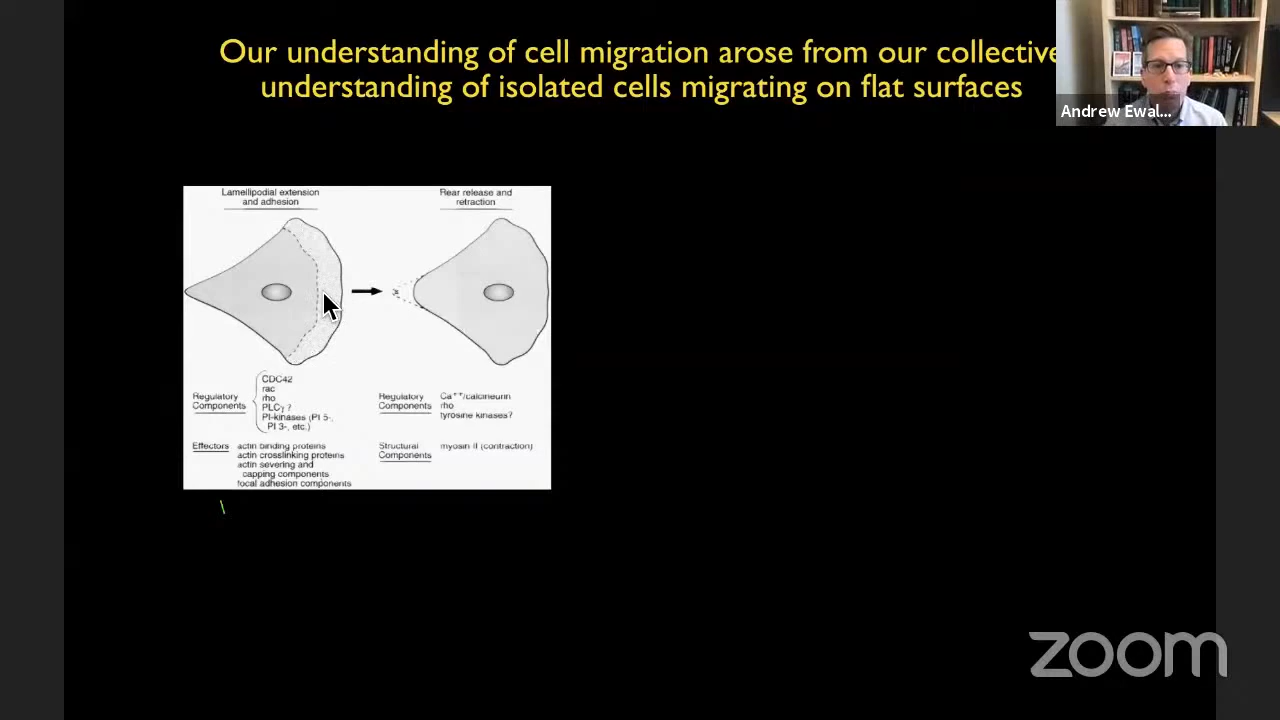 Our understanding of cell migration arose from our collective
understanding of isolated cells migrating on flat surfaces
Andrew Ewal...
Lamellipodial extension
and adhesion
Rear release and
retraction
Regulatory
Components
CDC42
rac
rho
PLCγ ?
PI-kinases (PI 5-,
PI 3-, etc.)
Effectors
actin binding proteins
actin crosslinking proteins
actin severing and
capping components
focal adhesion components
Regulatory
Components
Ca++/calcineurin
rho
tyrosine kinases?
Structural
Components
myosin II (contraction)
zoom